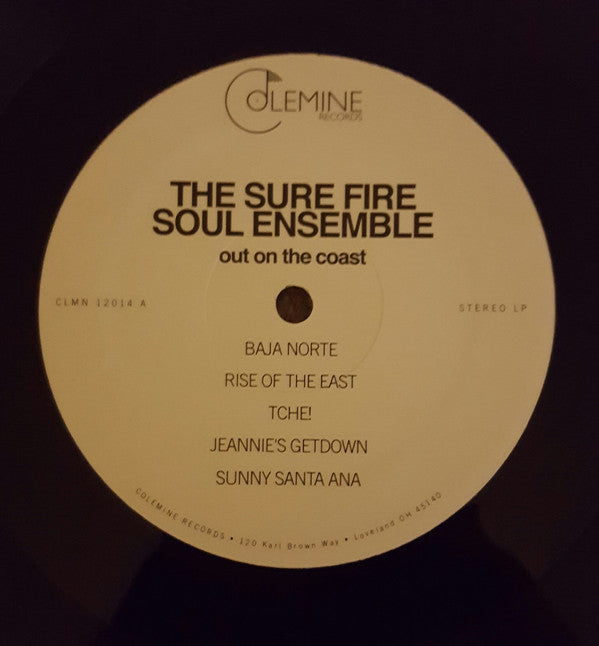 COLEMINE
RECORDS
THE SURE FIRE
SOUL ENSEMBLE
out on the coast
CLMN 12014 A
STEREO LP
BAJA NORTE
RISE OF THE EAST
TCHE!
JEANNIE'S GETDOWN
SUNNY SANTA ANA
COLEMINE RECORDS • 120 Karl Brown Way • Loveland OH 45140